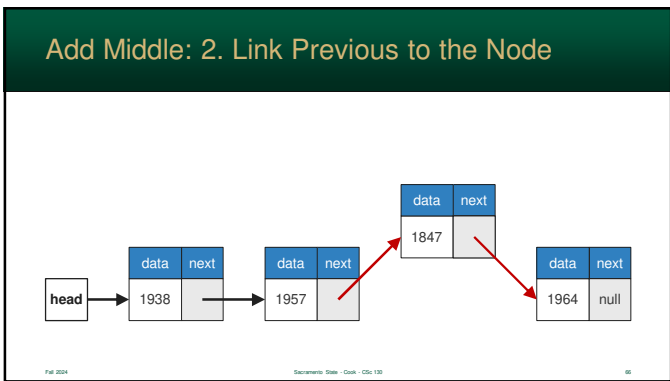 Add Middle: 2. Link Previous to the Node
data next
1847
data next
data next
data next
head
1938
1957
1964 null
Fall 2024
Sacramento State - Cook - CSc 130
66